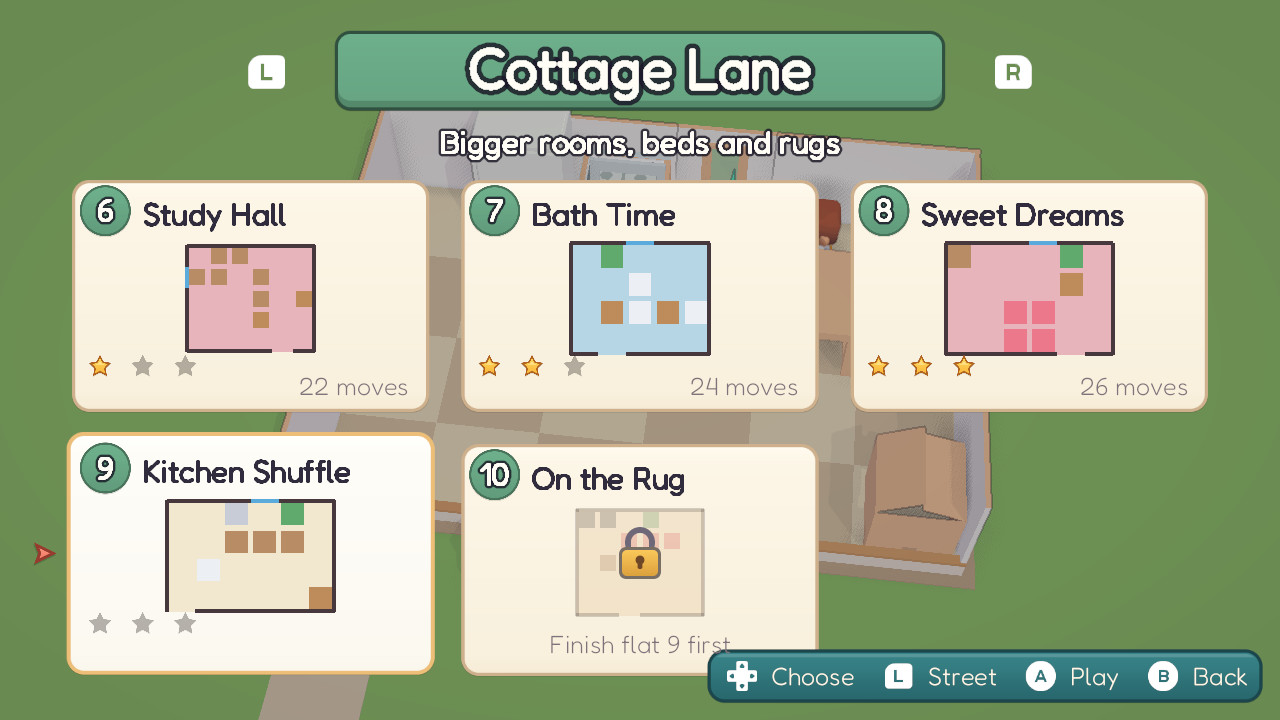 L
Cottage Lane
R
Bigger rooms, beds and rugs
6 Study Hall
22 moves
7 Bath Time
24 moves
8 Sweet Dreams
26 moves
9 Kitchen Shuffle
10 On the Rug
Finish flat 9 first
Choose L Street A Play B Back